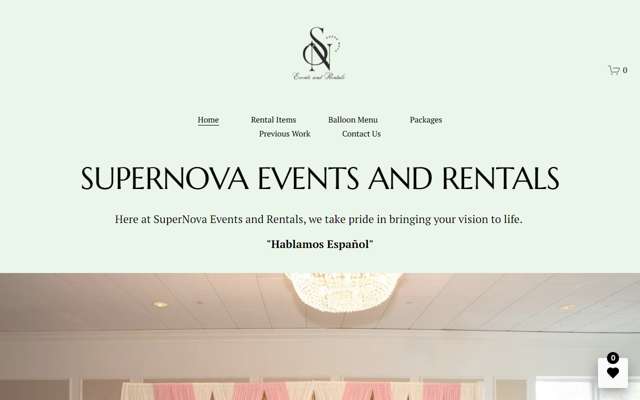 SN
Events and Rentals
0
Home
Rental Items
Balloon Menu
Packages
Previous Work
Contact Us
SUPERNOVA EVENTS AND RENTALS
Here at SuperNova Events and Rentals, we take pride in bringing your vision to life.
"Hablamos Español"
0